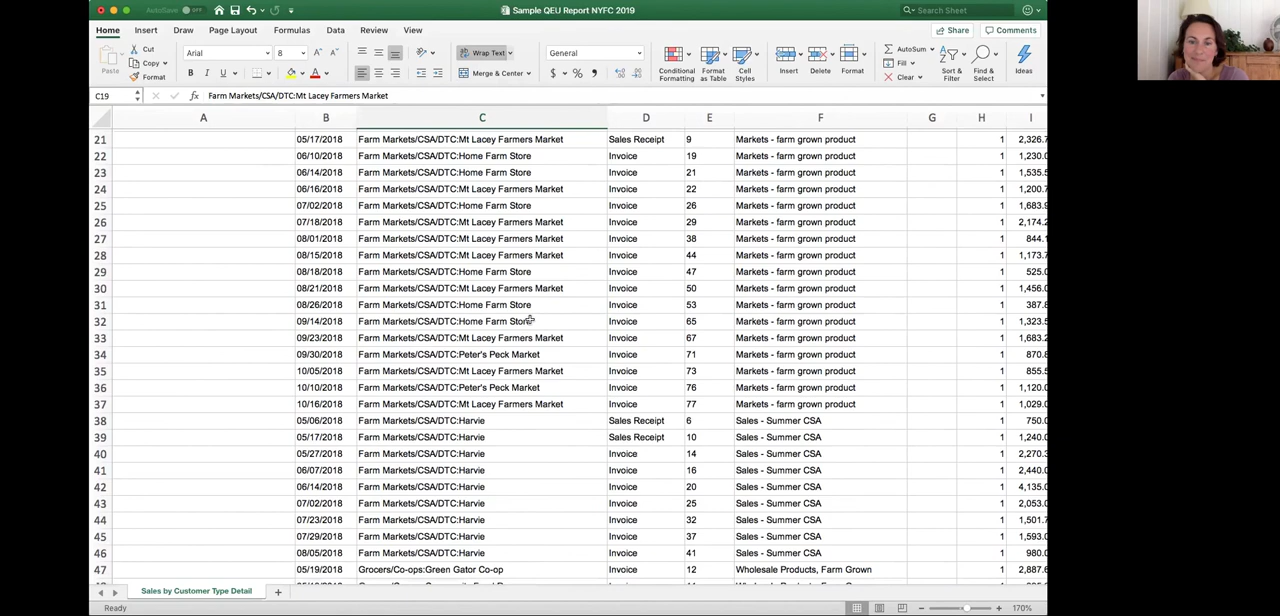 AutoSave OFF Sample QEU Report NYFC 2019 Search Sheet
Home Insert Draw Page Layout Formulas Data Review View Share Comments
Paste Cut Copy Format Arial 8 B I U A Wrap Text Merge & Center General $ % Conditional Formatting Format as Table Cell Styles Insert Delete Format AutoSum Fill Clear Sort & Filter Find & Select Ideas
C19 fx Farm Markets/CSA/DTC:Mt Lacey Farmers Market
A B C D E F G H I
21 05/17/2018 Farm Markets/CSA/DTC:Mt Lacey Farmers Market Sales Receipt 9 Markets - farm grown product 1 2,326.7
22 06/10/2018 Farm Markets/CSA/DTC:Home Farm Store Invoice 19 Markets - farm grown product 1 1,230.0
23 06/14/2018 Farm Markets/CSA/DTC:Home Farm Store Invoice 21 Markets - farm grown product 1 1,535.5
24 06/16/2018 Farm Markets/CSA/DTC:Mt Lacey Farmers Market Invoice 22 Markets - farm grown product 1 1,200.7
25 07/02/2018 Farm Markets/CSA/DTC:Home Farm Store Invoice 26 Markets - farm grown product 1 1,683.9
26 07/18/2018 Farm Markets/CSA/DTC:Mt Lacey Farmers Market Invoice 29 Markets - farm grown product 1 2,174.2
27 08/01/2018 Farm Markets/CSA/DTC:Mt Lacey Farmers Market Invoice 38 Markets - farm grown product 1 844.1
28 08/15/2018 Farm Markets/CSA/DTC:Mt Lacey Farmers Market Invoice 44 Markets - farm grown product 1 1,173.7
29 08/18/2018 Farm Markets/CSA/DTC:Home Farm Store Invoice 47 Markets - farm grown product 1 525.0
30 08/21/2018 Farm Markets/CSA/DTC:Mt Lacey Farmers Market Invoice 50 Markets - farm grown product 1 1,456.0
31 08/26/2018 Farm Markets/CSA/DTC:Home Farm Store Invoice 53 Markets - farm grown product 1 387.8
32 09/14/2018 Farm Markets/CSA/DTC:Home Farm Store Invoice 65 Markets - farm grown product 1 1,323.5
33 09/23/2018 Farm Markets/CSA/DTC:Mt Lacey Farmers Market Invoice 67 Markets - farm grown product 1 1,683.2
34 09/30/2018 Farm Markets/CSA/DTC:Peter's Peck Market Invoice 71 Markets - farm grown product 1 870.8
35 10/05/2018 Farm Markets/CSA/DTC:Mt Lacey Farmers Market Invoice 73 Markets - farm grown product 1 855.5
36 10/10/2018 Farm Markets/CSA/DTC:Peter's Peck Market Invoice 76 Markets - farm grown product 1 1,120.0
37 10/16/2018 Farm Markets/CSA/DTC:Mt Lacey Farmers Market Invoice 77 Markets - farm grown product 1 1,029.0
38 05/06/2018 Farm Markets/CSA/DTC:Harvie Sales Receipt 6 Sales - Summer CSA 1 750.0
39 05/17/2018 Farm Markets/CSA/DTC:Harvie Sales Receipt 10 Sales - Summer CSA 1 1,240.0
40 05/27/2018 Farm Markets/CSA/DTC:Harvie Invoice 14 Sales - Summer CSA 1 2,270.3
41 06/07/2018 Farm Markets/CSA/DTC:Harvie Invoice 16 Sales - Summer CSA 1 2,440.0
42 06/14/2018 Farm Markets/CSA/DTC:Harvie Invoice 20 Sales - Summer CSA 1 4,135.0
43 07/02/2018 Farm Markets/CSA/DTC:Harvie Invoice 25 Sales - Summer CSA 1 2,053.0
44 07/23/2018 Farm Markets/CSA/DTC:Harvie Invoice 32 Sales - Summer CSA 1 1,501.7
45 07/29/2018 Farm Markets/CSA/DTC:Harvie Invoice 37 Sales - Summer CSA 1 1,593.0
46 08/05/2018 Farm Markets/CSA/DTC:Harvie Invoice 41 Sales - Summer CSA 1 980.0
47 05/19/2018 Grocers/Co-ops:Green Gator Co-op Invoice 12 Wholesale Products, Farm Grown 1 2,887.6
Sales by Customer Type Detail
Ready 170%